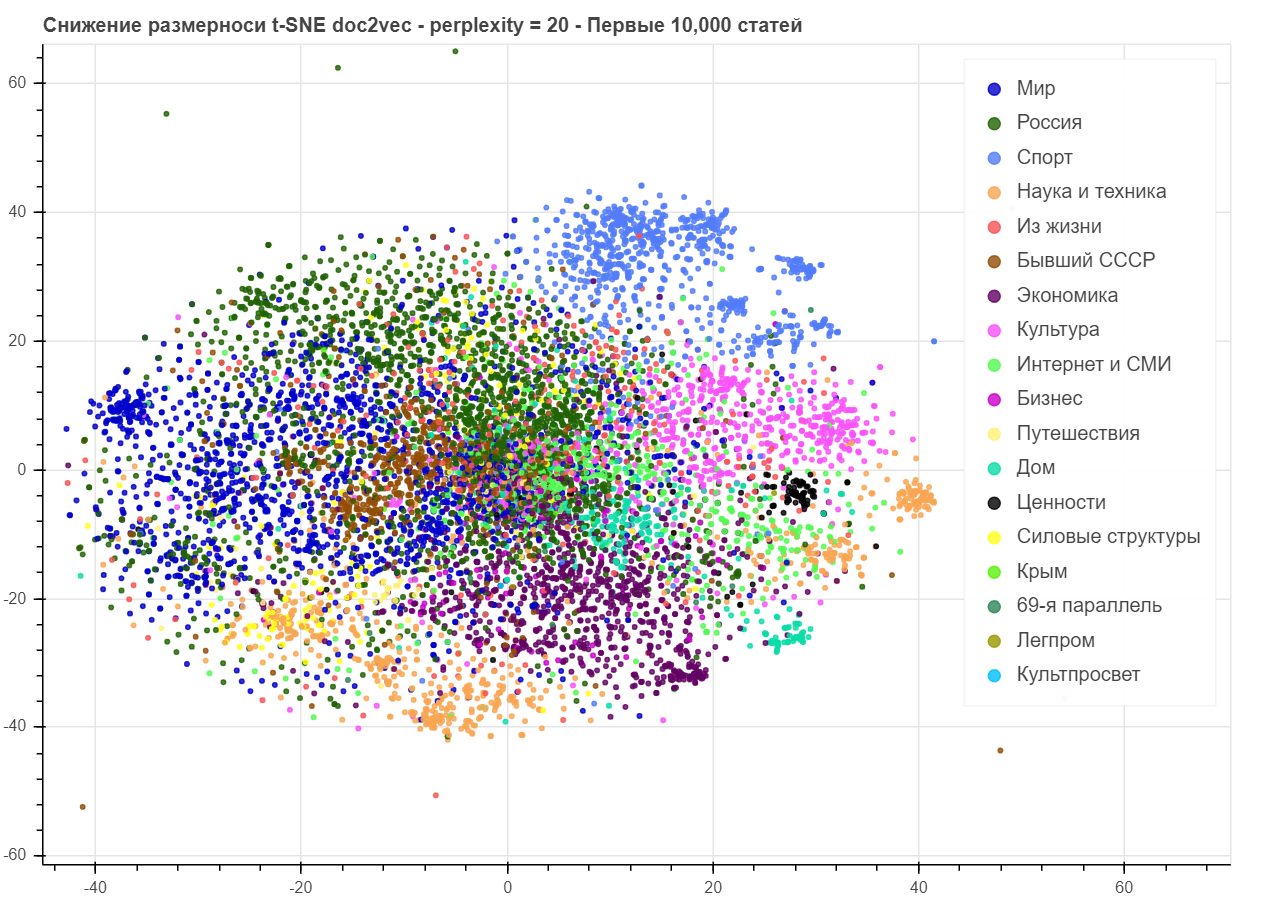 Снижение размерноси t-SNE doc2vec - perplexity = 20 - Первые 10,000 статей
60
40
20
0
-20
-40
-60
-40
-20
0
20
40
60
Мир
Россия
Спорт
Наука и техника
Из жизни
Бывший СССР
Экономика
Культура
Интернет и СМИ
Бизнес
Путешествия
Дом
Ценности
Силовые структуры
Крым
69-я параллель
Легпром
Культпросвет